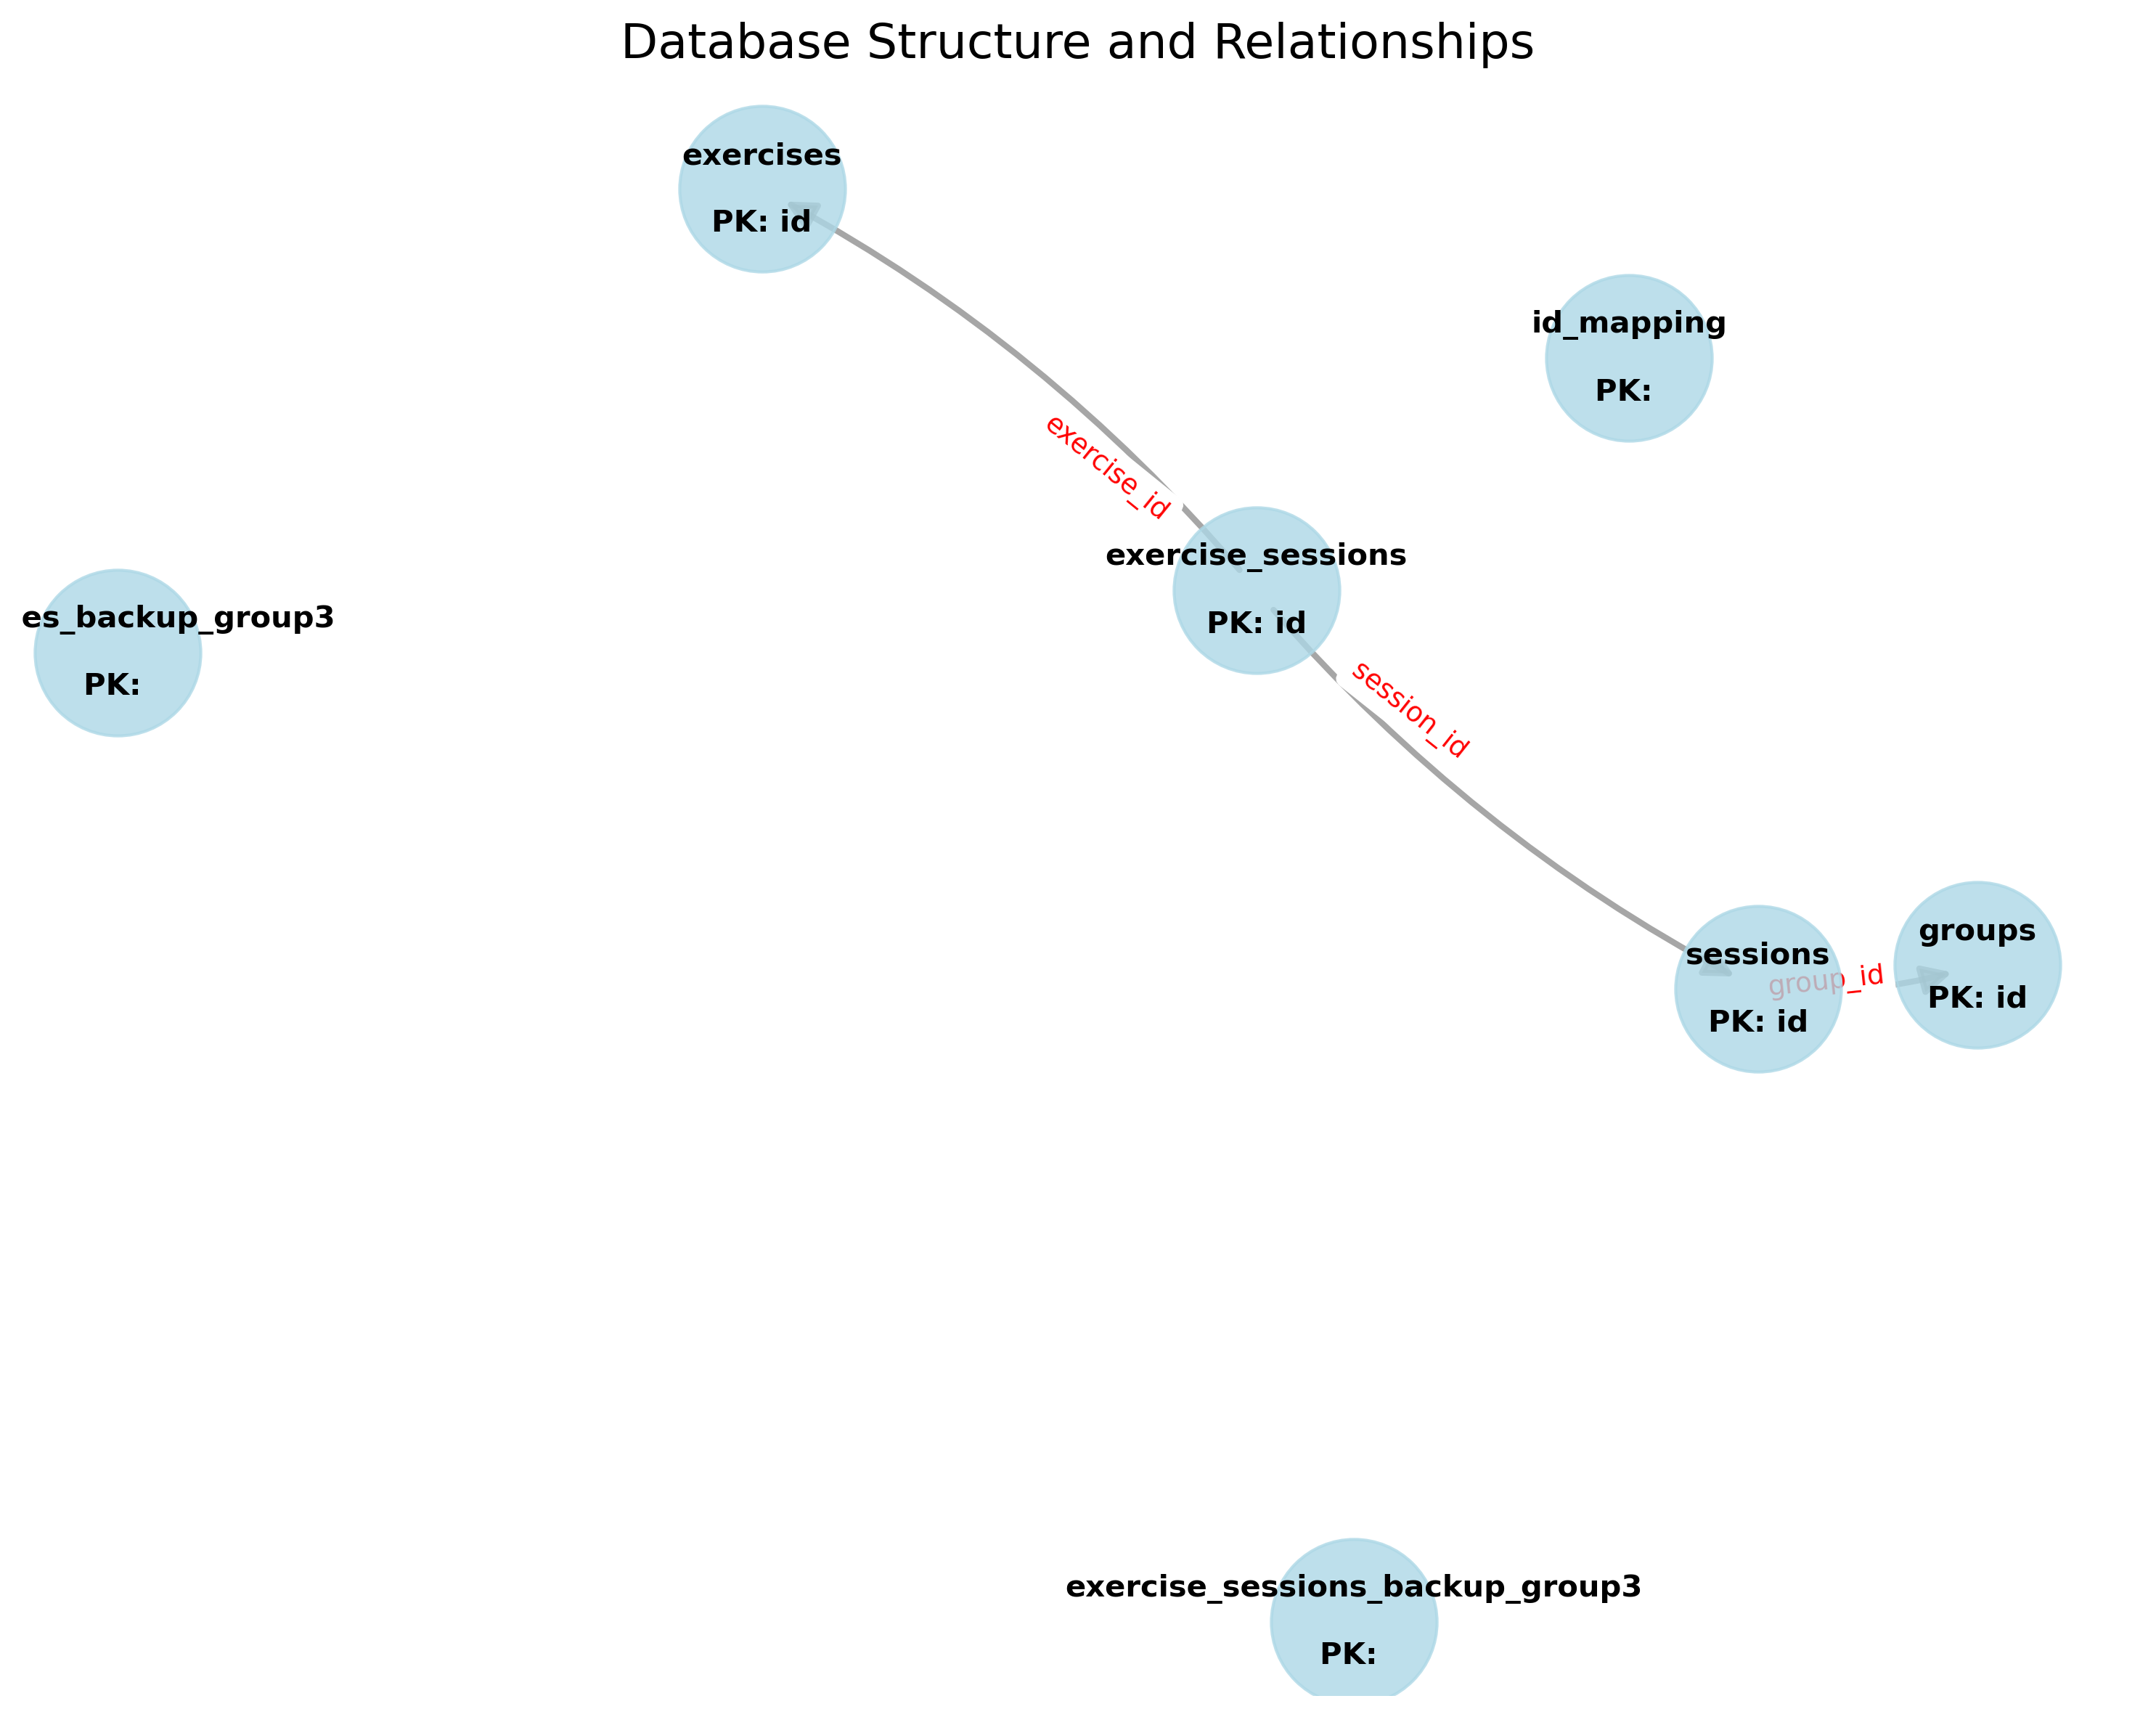 Database Structure and Relationships
exercises
PK: id
id_mapping
PK:
exercise_id
exercise_sessions
PK: id
es_backup_group3
PK:
session_id
groups
PK: id
sessions
PK: id
group_id
exercise_sessions_backup_group3
PK: